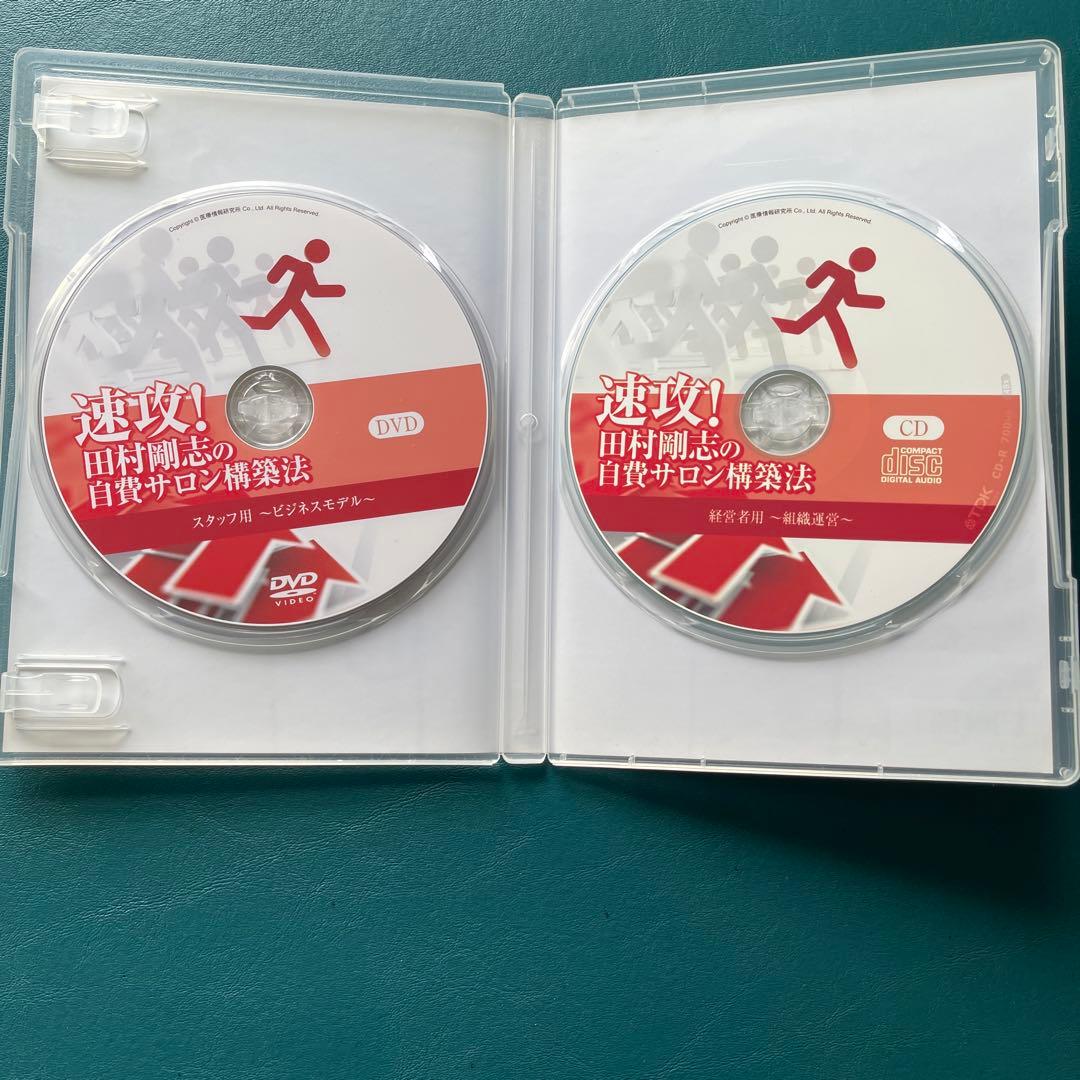 Copyright © 医療情報研究所 Co., Ltd. All Rights Reserved.
速攻!
田村剛志の
自費サロン構築法
DVD
スタッフ用 ~ビジネスモデル~
DVD
VIDEO
Copyright © 医療情報研究所 Co., Ltd. All Rights Reserved.
速攻!
田村剛志の
自費サロン構築法
CD
COMPACT
disc
DIGITAL AUDIO
経営者用 ~組織運営~
TDK CD-R